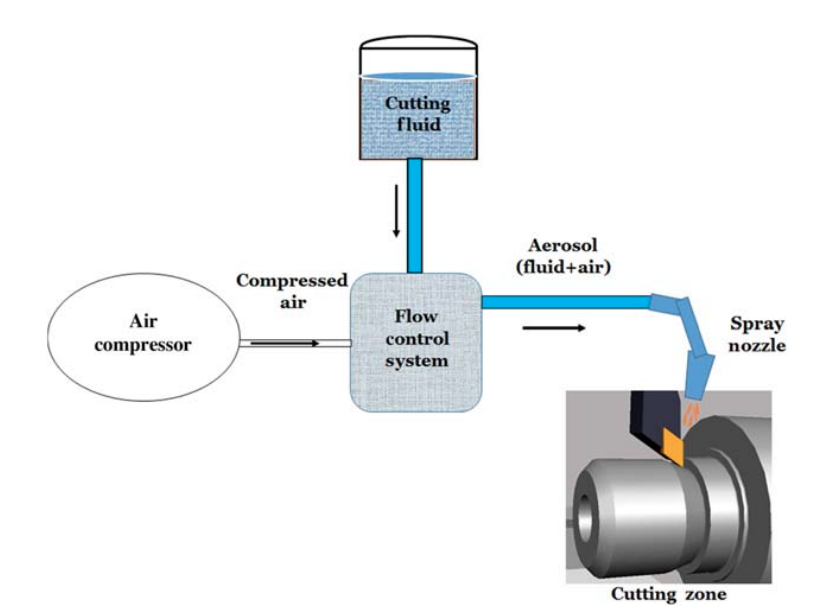 Cutting
fluid
Aerosol
(fluid+air)
Compressed
air
Air
compressor
Flow
control
system
Spray
nozzle
Cutting zone